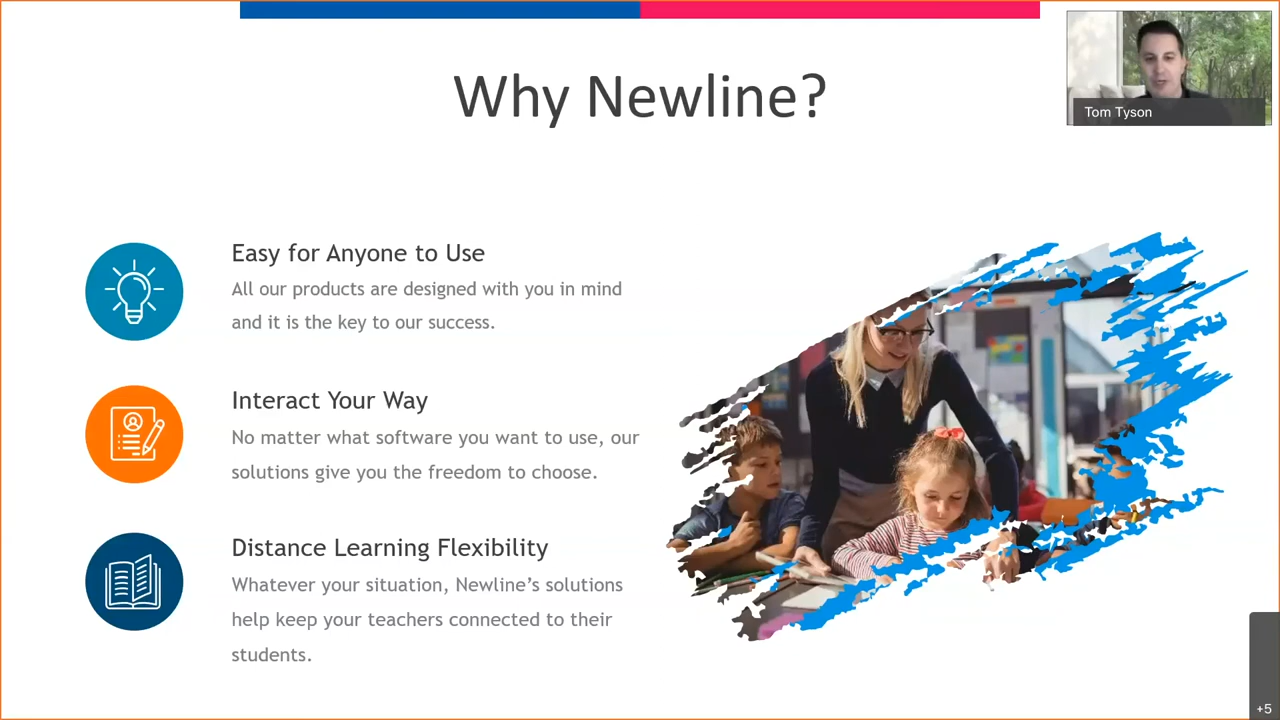 Why Newline?
Tom Tyson
Easy for Anyone to Use
All our products are designed with you in mind
and it is the key to our success.
Interact Your Way
No matter what software you want to use, our
solutions give you the freedom to choose.
Distance Learning Flexibility
Whatever your situation, Newline’s solutions
help keep your teachers connected to their
students.
+5